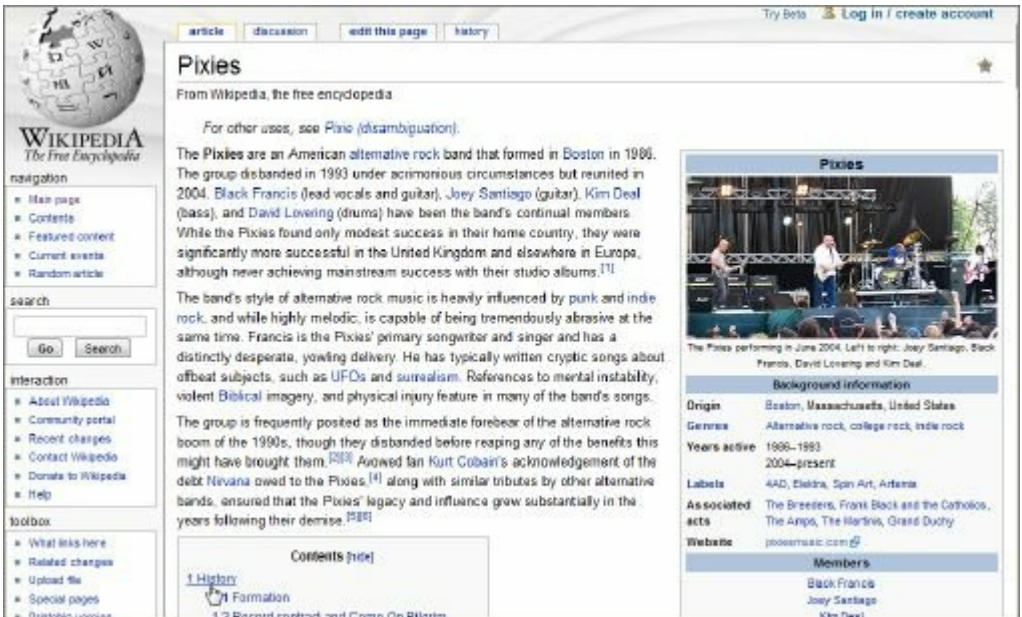 Try Beta Log in / create account
article discussion edit this page history
Pixies
From Wikipedia, the free encyclopedia
For other uses, see Pixie (disambiguation).
The Pixies are an American alternative rock band that formed in Boston in 1986.
The group disbanded in 1993 under acrimonious circumstances but reunited in
2004. Black Francis (lead vocals and guitar), Joey Santiago (guitar), Kim Deal
(bass), and David Lovering (drums) have been the band's continual members.
While the Pixies found only modest success in their home country, they were
significantly more successful in the United Kingdom and elsewhere in Europe,
although never achieving mainstream success with their studio albums.[1]
The band's style of alternative rock music is heavily influenced by punk and indie
rock, and while highly melodic, is capable of being tremendously abrasive at the
same time. Francis is the Pixies' primary songwriter and singer and has a
distinctly desperate, yowling delivery. He has typically written cryptic songs about
offbeat subjects, such as UFOs and surrealism. References to mental instability,
violent Biblical imagery, and physical injury feature in many of the band's songs.
The group is frequently posited as the immediate forebear of the alternative rock
boom of the 1990s, though they disbanded before reaping any of the benefits this
might have brought them.[2][3] Avowed fan Kurt Cobain's acknowledgement of the
debt Nirvana owed to the Pixies,[4] along with similar tributes by other alternative
bands, ensured that the Pixies' legacy and influence grew substantially in the
years following their demise.[5][6]
Contents [hide]
1 History
1.1 Formation
1.2 Record contract and Come On Pilgrim
WIKIPEDIA
The Free Encyclopedia
navigation
Main page
Contents
Featured content
Current events
Random article
search
Go Search
interaction
About Wikipedia
Community portal
Recent changes
Contact Wikipedia
Donate to Wikipedia
Help
toolbox
What links here
Related changes
Upload file
Special pages
Printable version
Pixies
The Pixies performing in June 2004. Left to right: Joey Santiago, Black
Francis, David Lovering and Kim Deal.
Background information
Origin Boston, Massachusetts, United States
Genres Alternative rock, college rock, indie rock
Years active 1986–1993
2004–present
Labels 4AD, Elektra, Spin Art, Artemis
Associated The Breeders, Frank Black and the Catholics,
acts The Amps, The Martinis, Grand Duchy
Website pixiesmusic.com
Members
Black Francis
Joey Santiago
Kim Deal